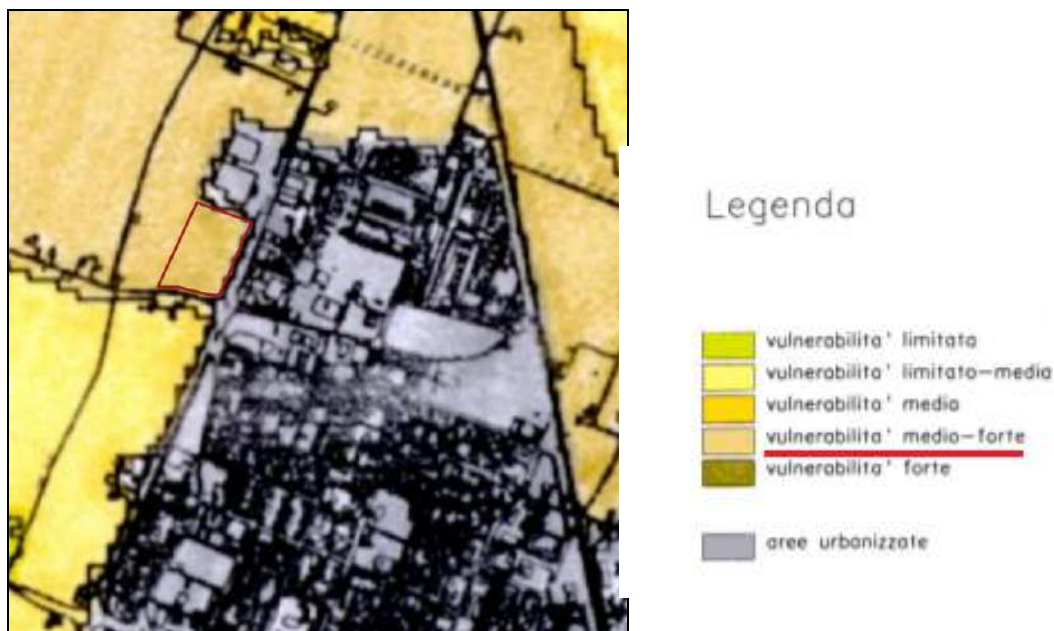 Legenda
vulnerabilita' limitata
vulnerabilita' limitato-media
vulnerabilita' media
vulnerabilita' medio-forte
vulnerabilita' forte
aree urbanizzate